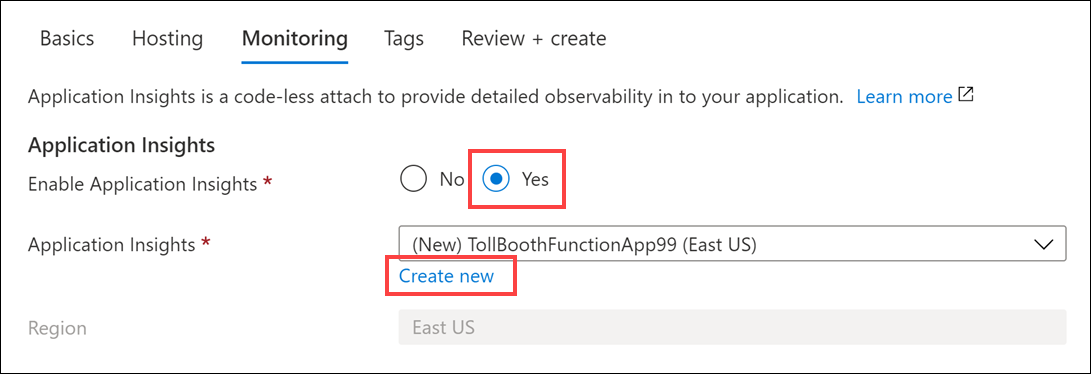 Basics Hosting Monitoring Tags Review + create
Application Insights is a code-less attach to provide detailed observability in to your application. Learn more
Application Insights
Enable Application Insights * No Yes
Application Insights * (New) TollBoothFunctionApp99 (East US)
Create new
Region East US